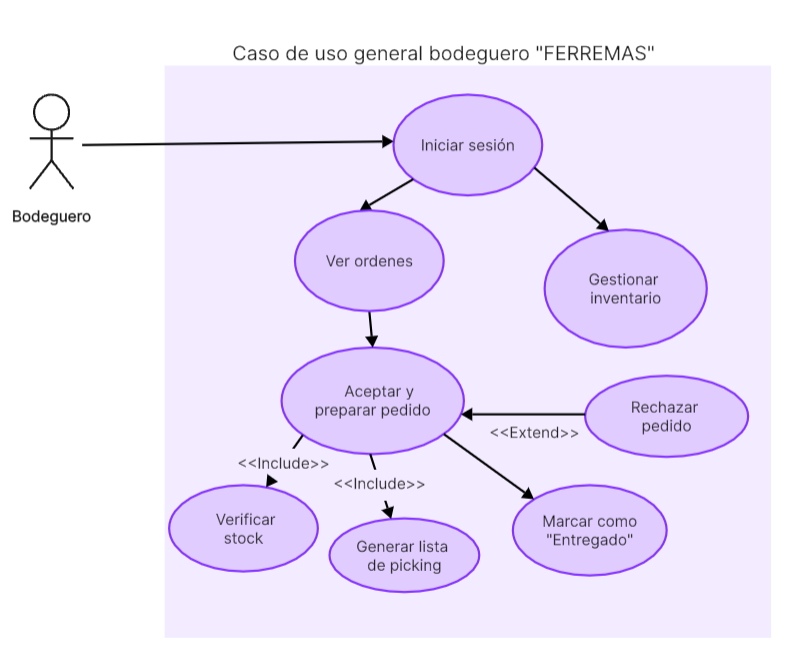 Caso de uso general bodeguero "FERREMAS"
Iniciar sesión
Bodeguero
Ver ordenes
Gestionar
inventario
Aceptar y
preparar pedido
Rechazar
pedido
<<Extend>>
<<Include>>
<<Include>>
Verificar
stock
Generar lista
de picking
Marcar como
"Entregado"